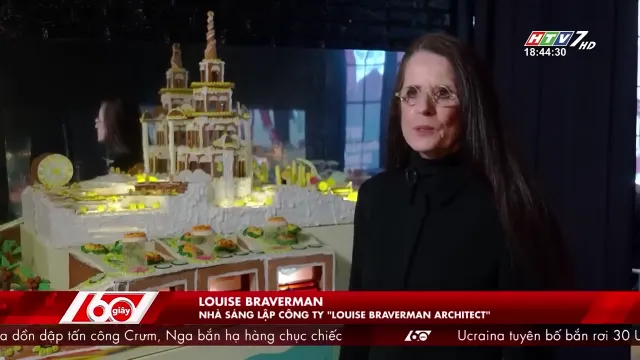 HTV7 HD
18:44:30
LOUISE BRAVERMAN
NHÀ SÁNG LẬP CÔNG TY "LOUISE BRAVERMAN ARCHITECT"
60 giây
a dồn dập tấn công Crưm, Nga bắn hạ hàng chục chiếc 60 Ucraina tuyên bố bắn rơi 30 U